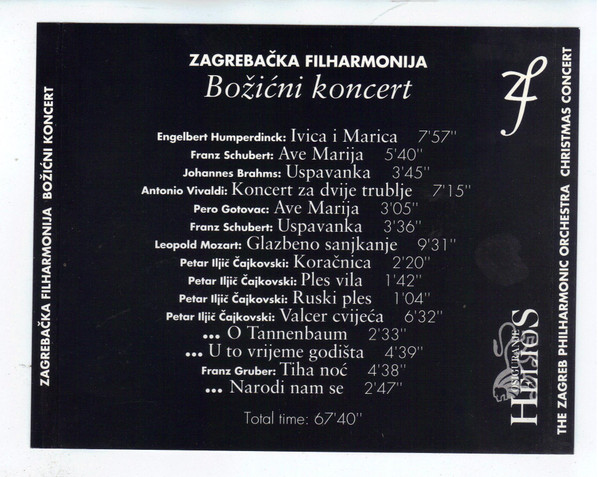 ZAGREBAČKA FILHARMONIJA
Božićni koncert
Engelbert Humperdinck: Ivica i Marica 7'57"
Franz Schubert: Ave Marija 5'40"
Johannes Brahms: Uspavanka 3'45"
Antonio Vivaldi: Koncert za dvije trublje 7'15"
Pero Gotovac: Ave Marija 3'05"
Franz Schubert: Uspavanka 3'36"
Leopold Mozart: Glazbeno sanjkanje 9'31"
Petar Iljič Čajkovski: Koračnica 2'20"
Petar Iljič Čajkovski: Ples vila 1'42"
Petar Iljič Čajkovski: Ruski ples 1'04"
Petar Iljič Čajkovski: Valcer cvijeća 6'32"
... O Tannenbaum 2'33"
... U to vrijeme godišta 4'39"
Franz Gruber: Tiha noć 4'38"
... Narodi nam se 2'47"
Total time: 67'40"
ZAGREBAČKA FILHARMONIJA BOŽIĆNI KONCERT
THE ZAGREB PHILHARMONIC ORCHESTRA CHRISTMAS CONCERT
zf
HELIOS
OSIGURANJE